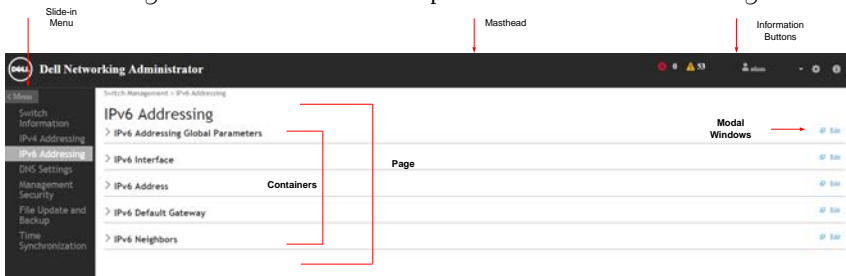 Slide-in
Menu
Masthead
Information
Buttons
DELL
Dell Networking Administrator
0
53
admin
< Menu
Switch Management > IPv6 Addressing
Switch
Information
IPv4 Addressing
IPv6 Addressing
DNS Settings
Management
Security
File Update and
Backup
Time
Synchronization
IPv6 Addressing
> IPv6 Addressing Global Parameters
Edit
> IPv6 Interface
Edit
> IPv6 Address
Edit
> IPv6 Default Gateway
Edit
> IPv6 Neighbors
Edit
Modal
Windows
Page
Containers